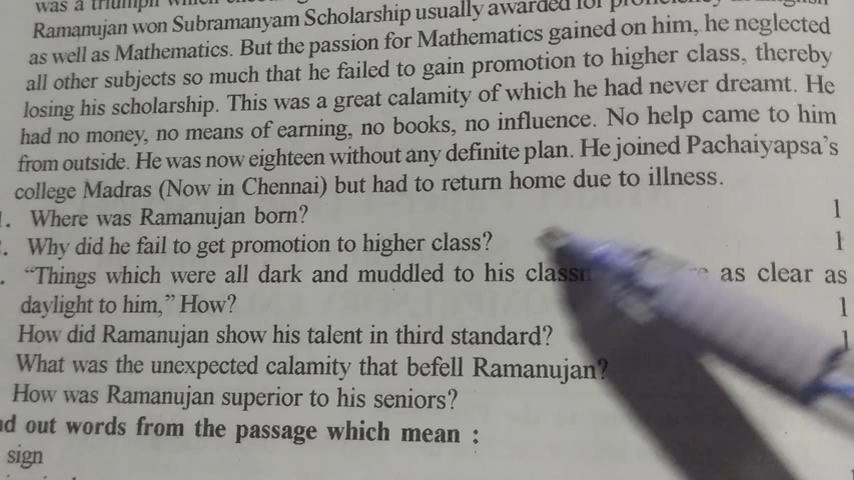 was a triumph which
Ramanujan won Subramanyam Scholarship usually awarded for
as well as Mathematics. But the passion for Mathematics gained on him, he neglected
all other subjects so much that he failed to gain promotion to higher class, thereby
losing his scholarship. This was a great calamity of which he had never dreamt. He
had no money, no means of earning, no books, no influence. No help came to him
from outside. He was now eighteen without any definite plan. He joined Pachaiyapsa's
college Madras (Now in Chennai) but had to return home due to illness.
. Where was Ramanujan born? 1
. Why did he fail to get promotion to higher class? 1
. “Things which were all dark and muddled to his as clear as
daylight to him,” How? 1
How did Ramanujan show his talent in third standard? 1
What was the unexpected calamity that befell Ramanujan?
How was Ramanujan superior to his seniors?
d out words from the passage which mean :
sign